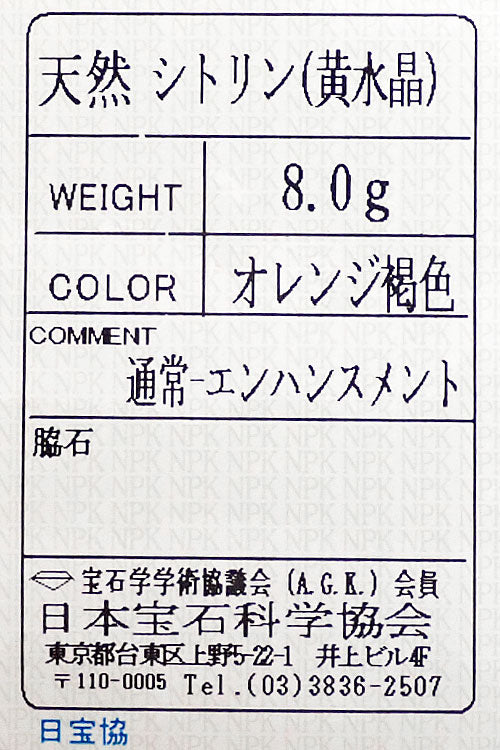 天然 シトリン(黄水晶)
WEIGHT 8.0g
COLOR オレンジ褐色
COMMENT
通常-エンハンスメント
脇石
宝石学学術協議会 (A.G.K.) 会員
日本宝石科学協会
東京都台東区上野5-22-1 井上ビル4F
〒110-0005 Tel.(03)3836-2507
日宝協